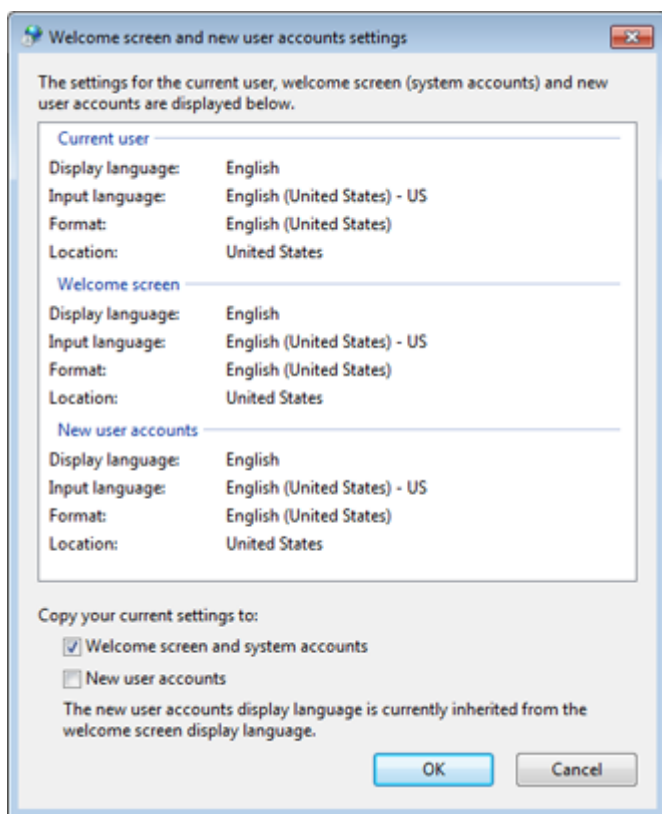 Welcome screen and new user accounts settings
The settings for the current user, welcome screen (system accounts) and new
user accounts are displayed below.
Current user
Display language: English
Input language: English (United States) - US
Format: English (United States)
Location: United States
Welcome screen
Display language: English
Input language: English (United States) - US
Format: English (United States)
Location: United States
New user accounts
Display language: English
Input language: English (United States) - US
Format: English (United States)
Location: United States
Copy your current settings to:
Welcome screen and system accounts
New user accounts
The new user accounts display language is currently inherited from the
welcome screen display language.
OK Cancel